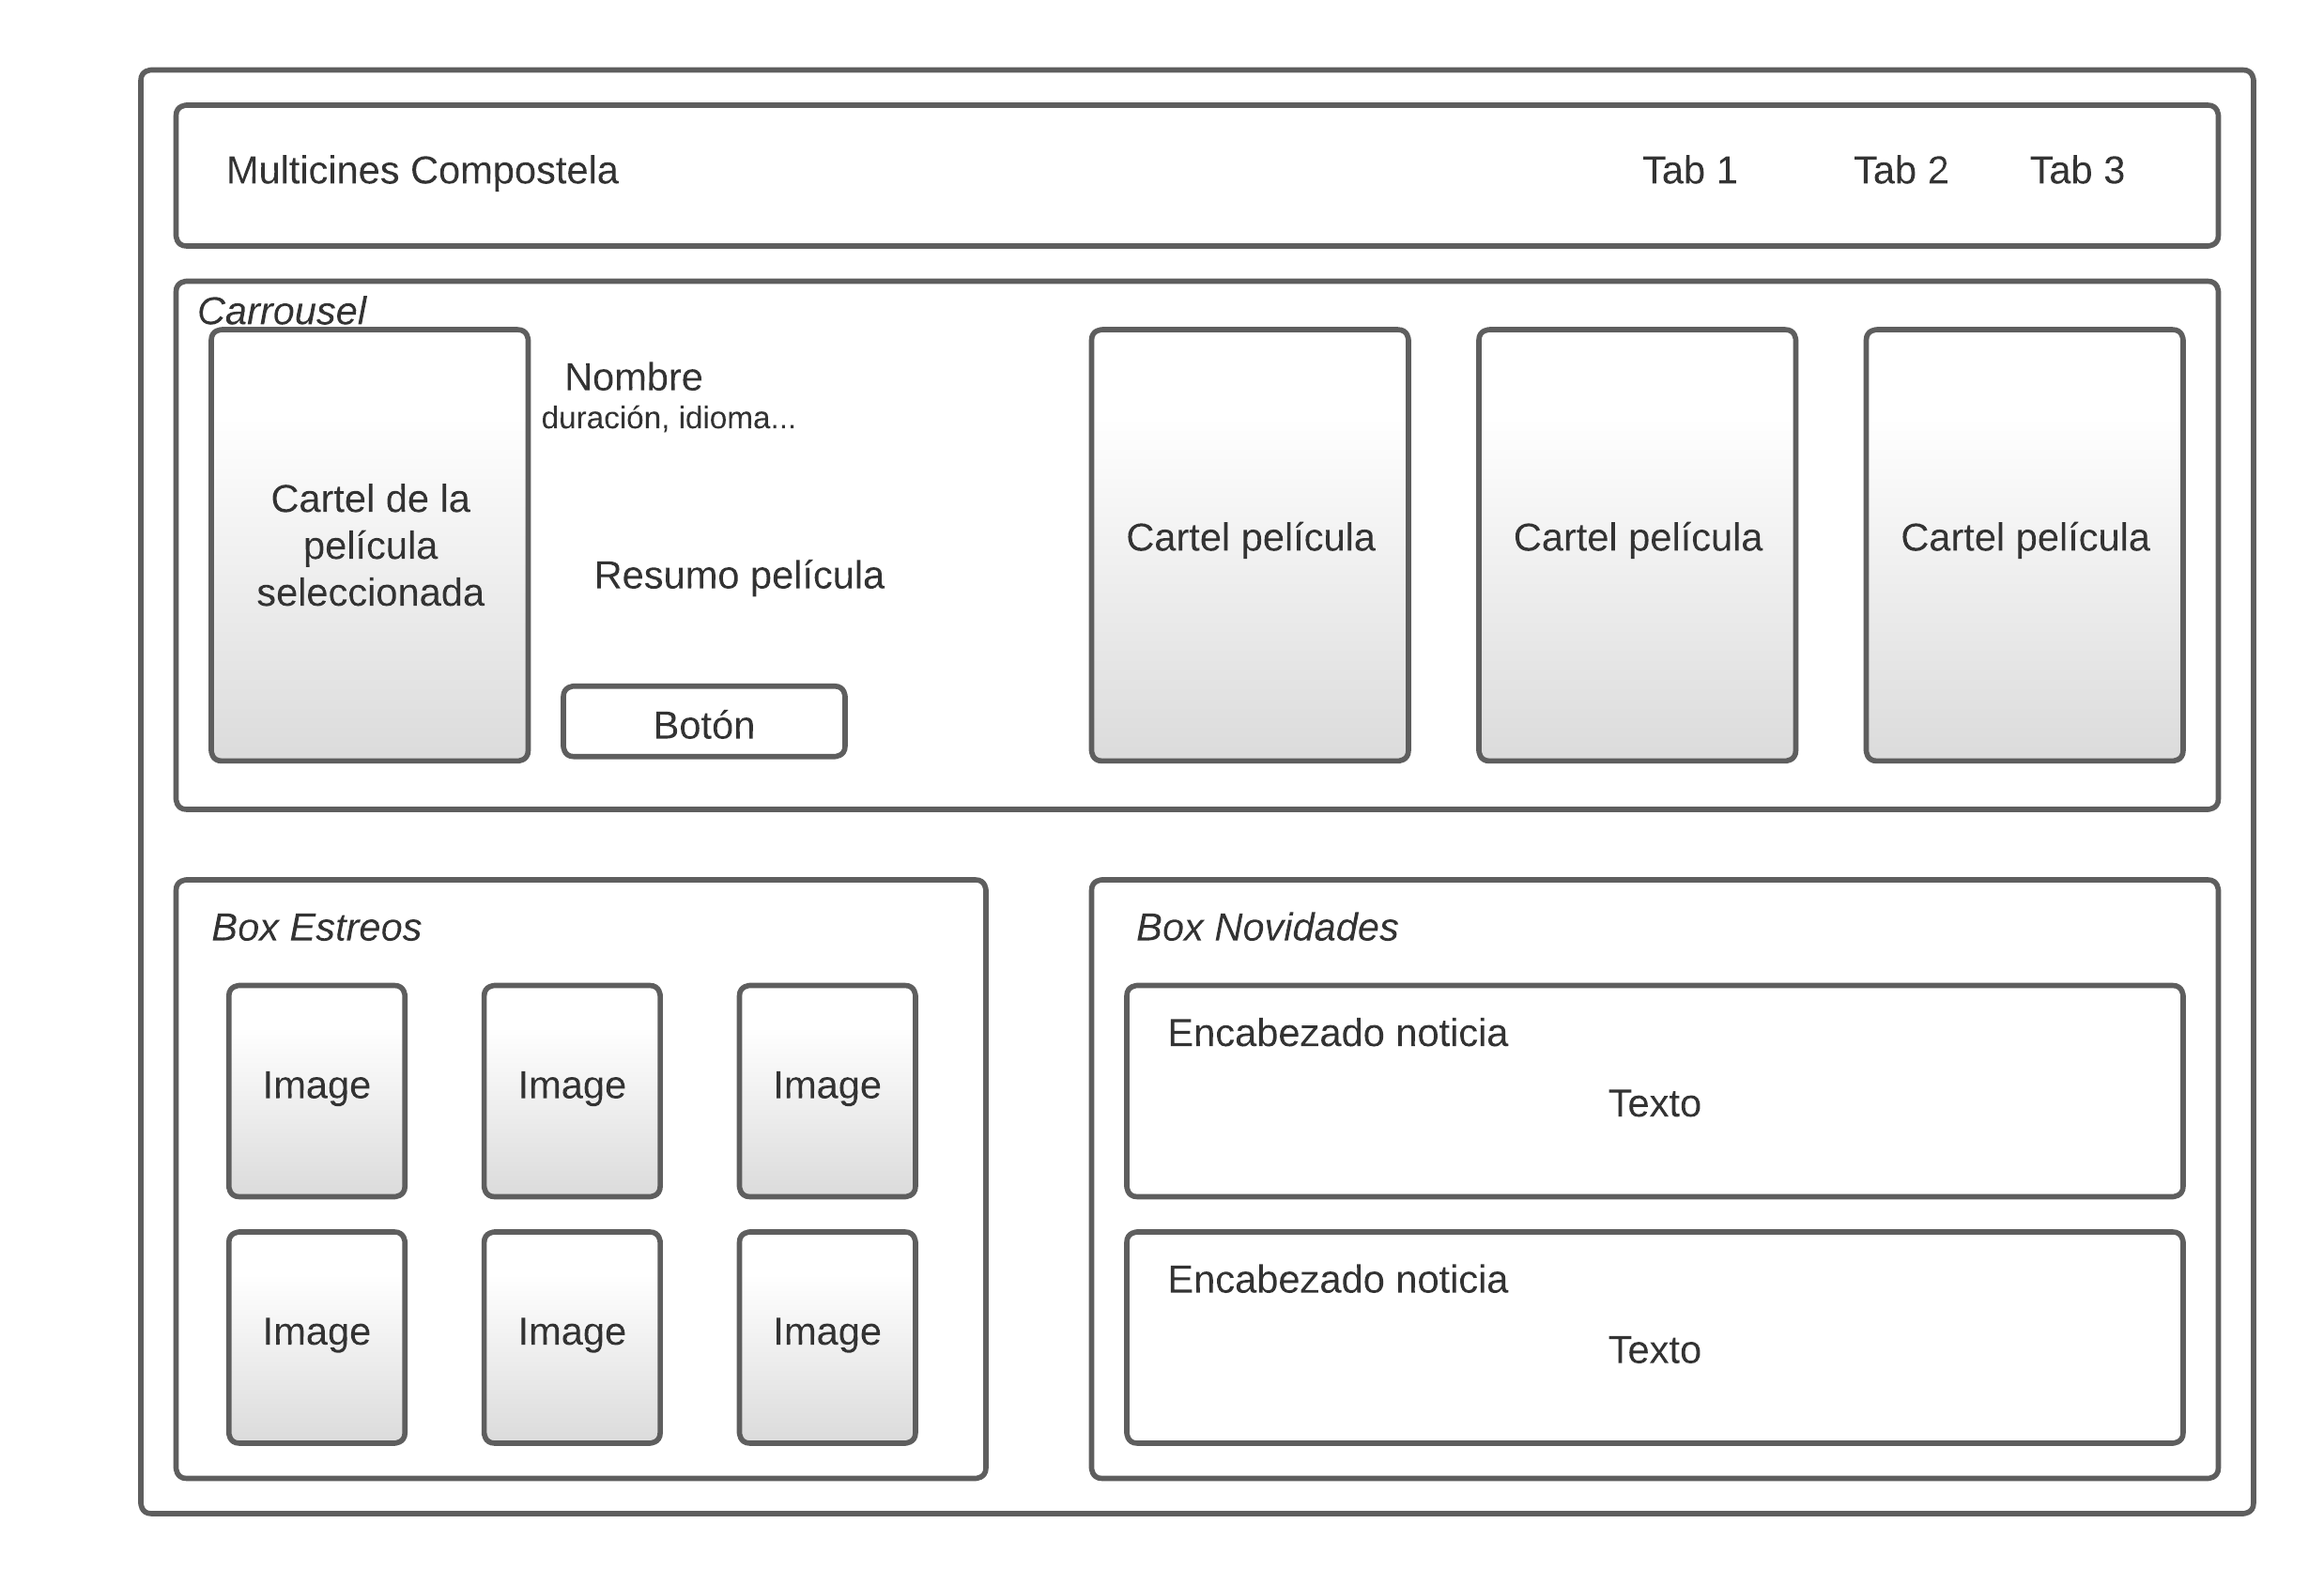 Multicines Compostela
Tab 1
Tab 2
Tab 3
Carrousel
Cartel de la
película
seleccionada
Nombre
duración, idioma...
Resumo película
Botón
Cartel película
Cartel película
Cartel película
Box Estreos
Image
Image
Image
Image
Image
Image
Box Novidades
Encabezado noticia
Texto
Encabezado noticia
Texto